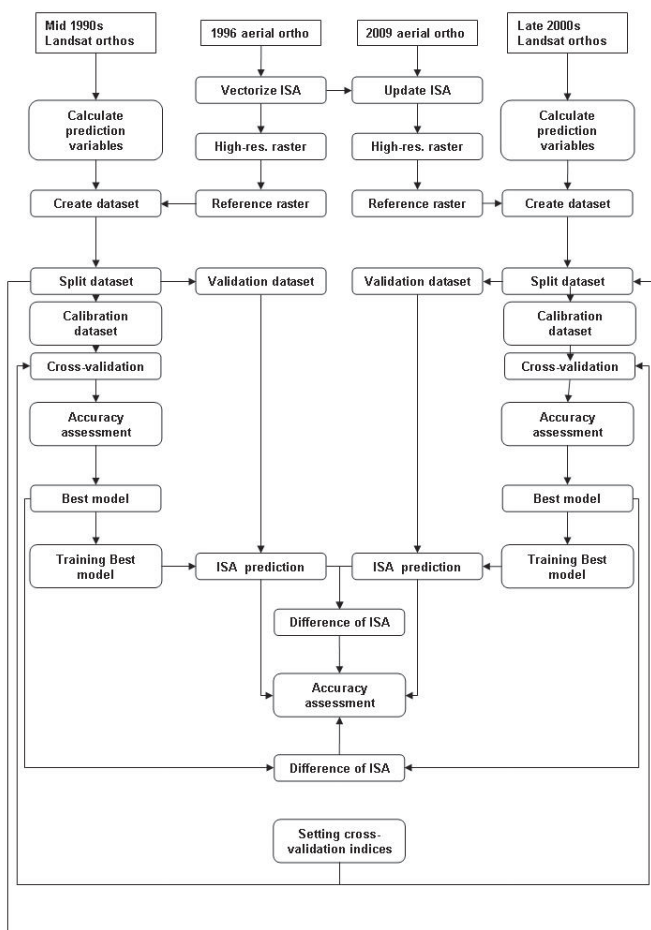 Mid 1990s
Landsat orthos
1996 aerial ortho
2009 aerial ortho
Late 2000s
Landsat orthos
Vectorize ISA
Update ISA
Calculate
prediction
variables
Calculate
prediction
variables
High-res. raster
High-res. raster
Create dataset
Reference raster
Reference raster
Create dataset
Split dataset
Validation dataset
Validation dataset
Split dataset
Calibration
dataset
Calibration
dataset
Cross-validation
Cross-validation
Accuracy
assessment
Accuracy
assessment
Best model
Best model
Training Best
model
ISA prediction
ISA prediction
Training Best
model
Difference of ISA
Accuracy
assessment
Difference of ISA
Setting cross-
validation indices